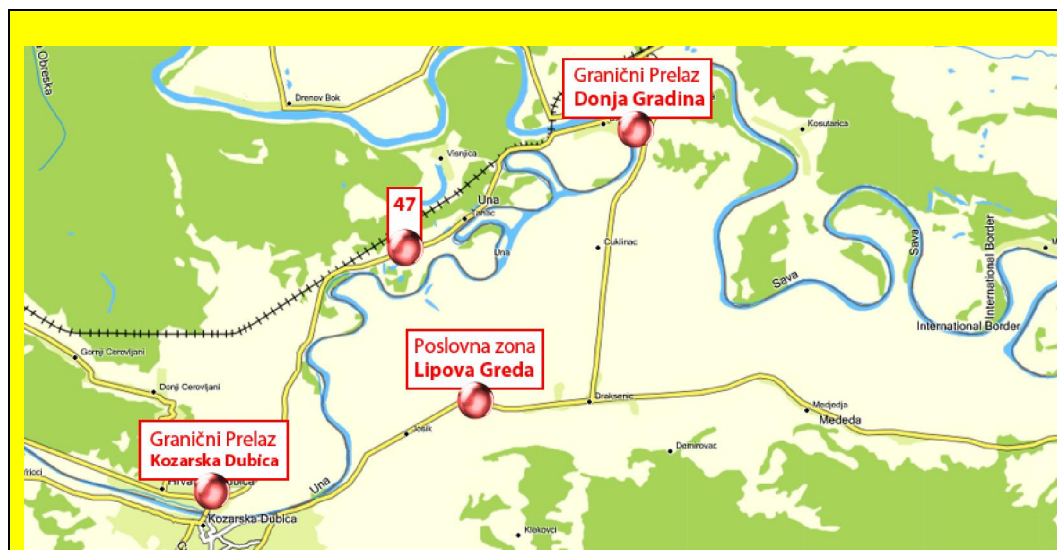 Obreska
Drenov Bok
Granični Prelaz
Donja Gradina
Kosutarica
Visnjica
47
Una
Tanac
Cuklinac
Una
Sava
Sava
International Border
International Border
Gornji Cerovljani
Poslovna zona
Lipova Greda
Donji Cerovljani
Draksenic
Medjedja
Mededa
Josik
Granični Prelaz
Kozarska Dubica
Demirovac
Una
Kozarska-Dubica
Klekovci